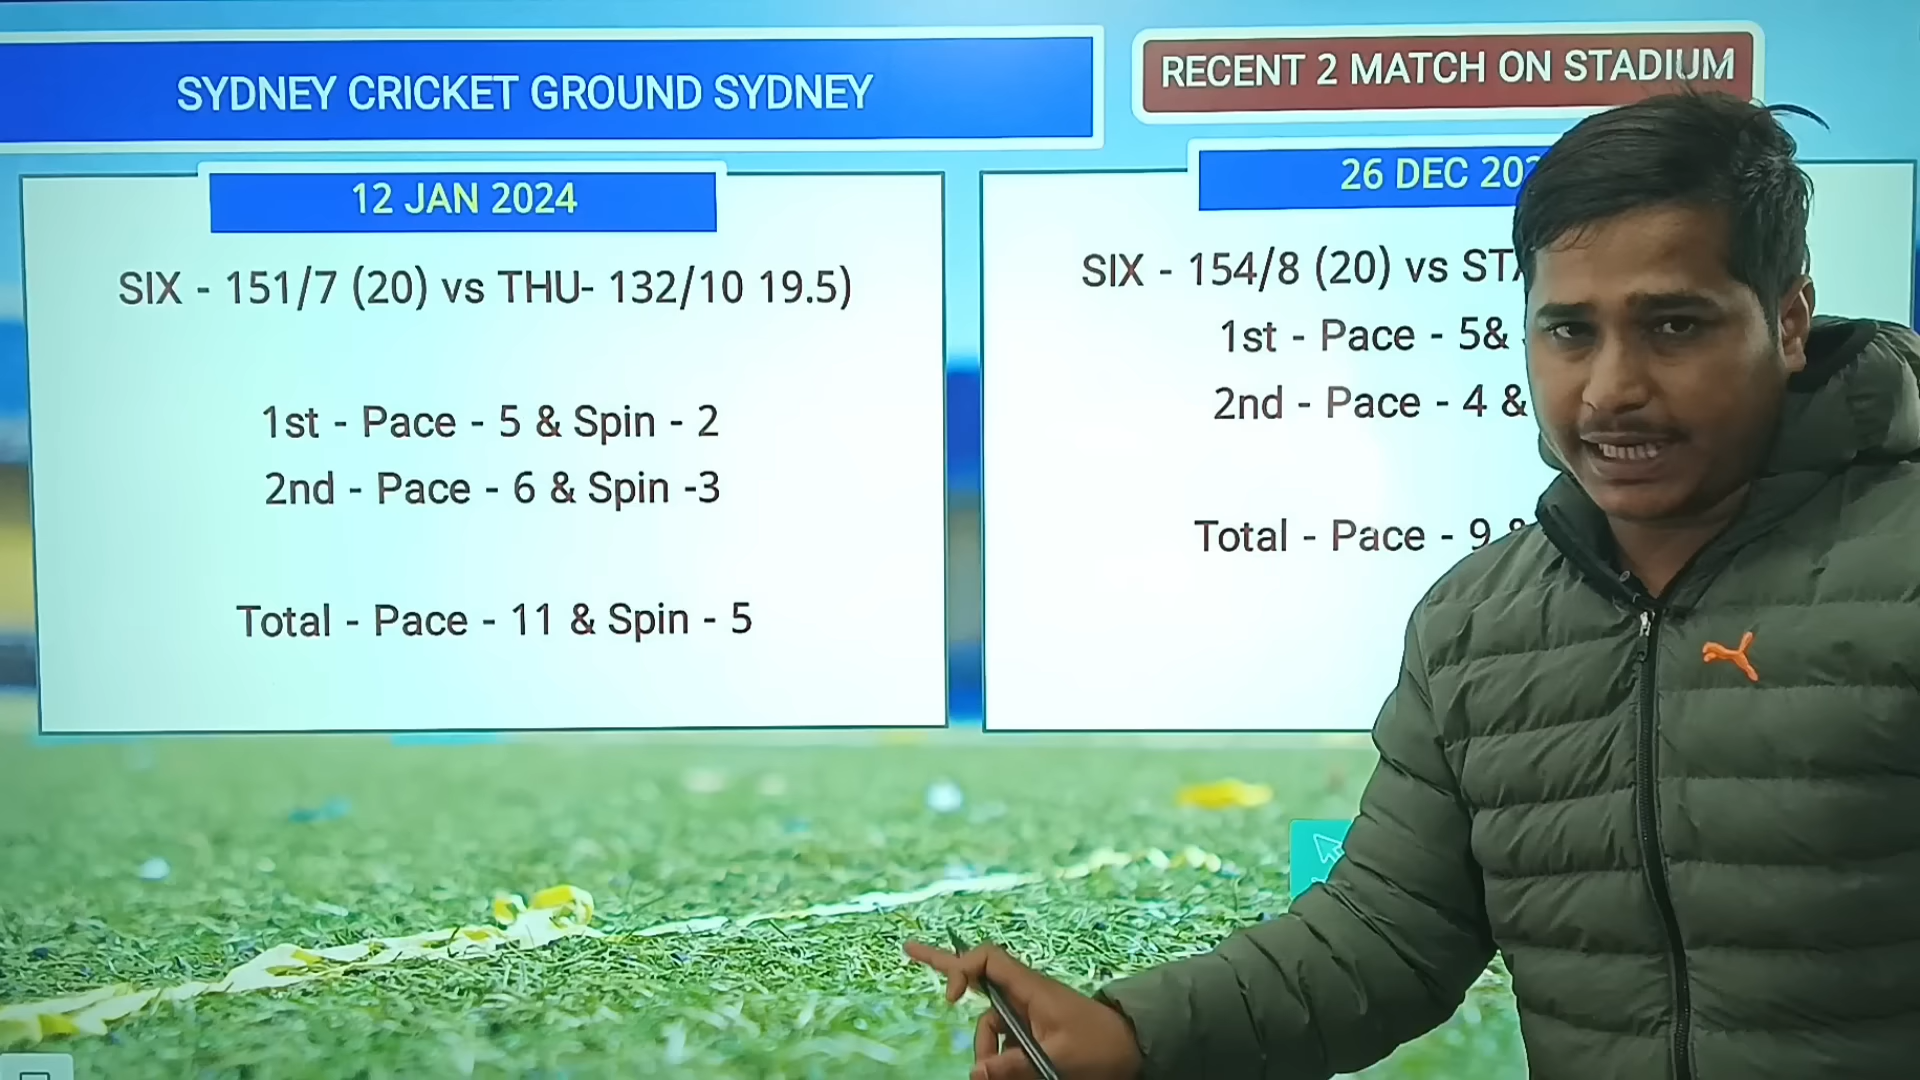 SYDNEY CRICKET GROUND SYDNEY
RECENT 2 MATCH ON STADIUM
12 JAN 2024
SIX - 151/7 (20) vs THU- 132/10 19.5)
1st - Pace - 5 & Spin - 2
2nd - Pace - 6 & Spin -3
Total - Pace - 11 & Spin - 5
26 DEC
SIX - 154/8 (20) vs
1st - Pace - 5&
2nd - Pace - 4 &
Total - Pace - 9